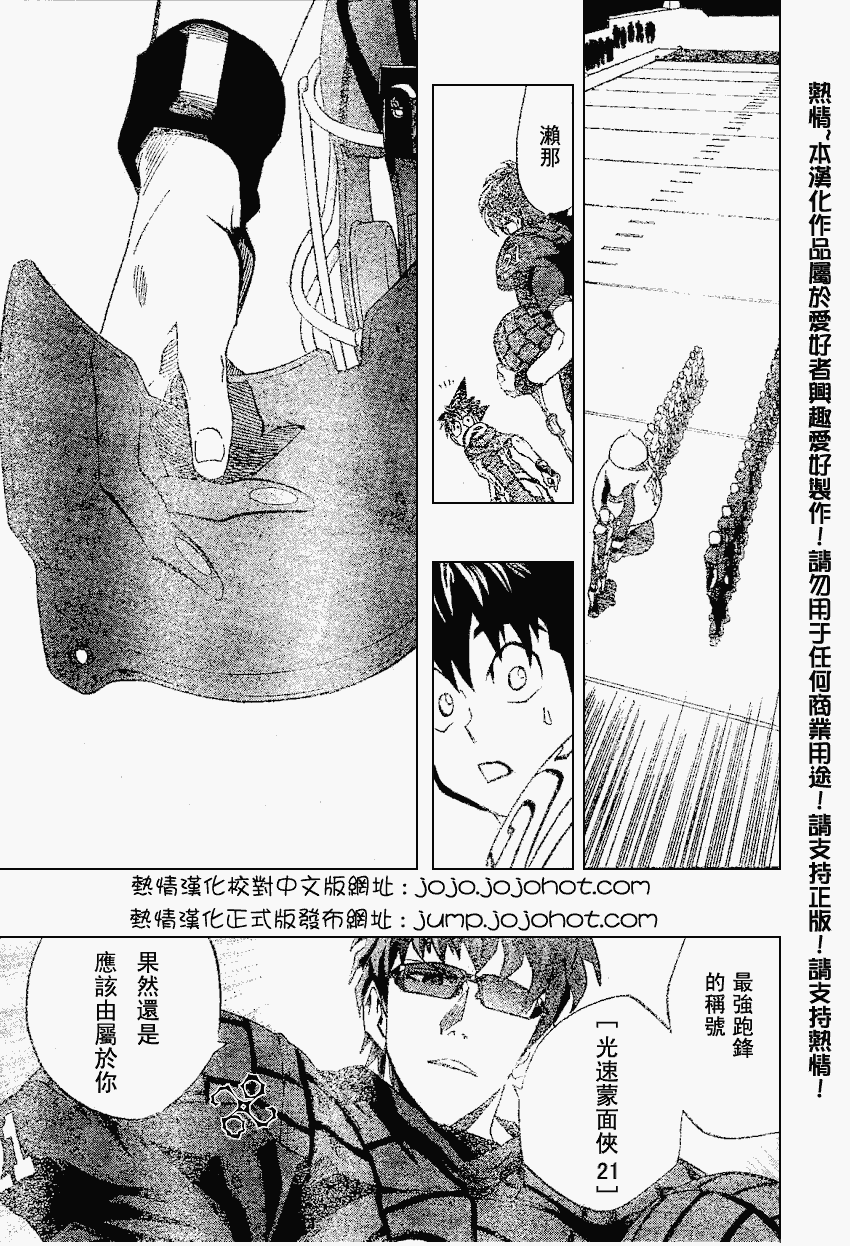 熱情~本漢化作品屬於愛好者興趣愛好製作!請勿用于任何商業用途!請支持正版!請支持熱情!
瀨那
熱情漢化校對中文版網址:jojo.jojohot.com
熱情漢化正式版發布網址:jump.jojohot.com
最強跑鋒
的稱號
[光速蒙面俠21]
果然還是
應該由屬於你
21